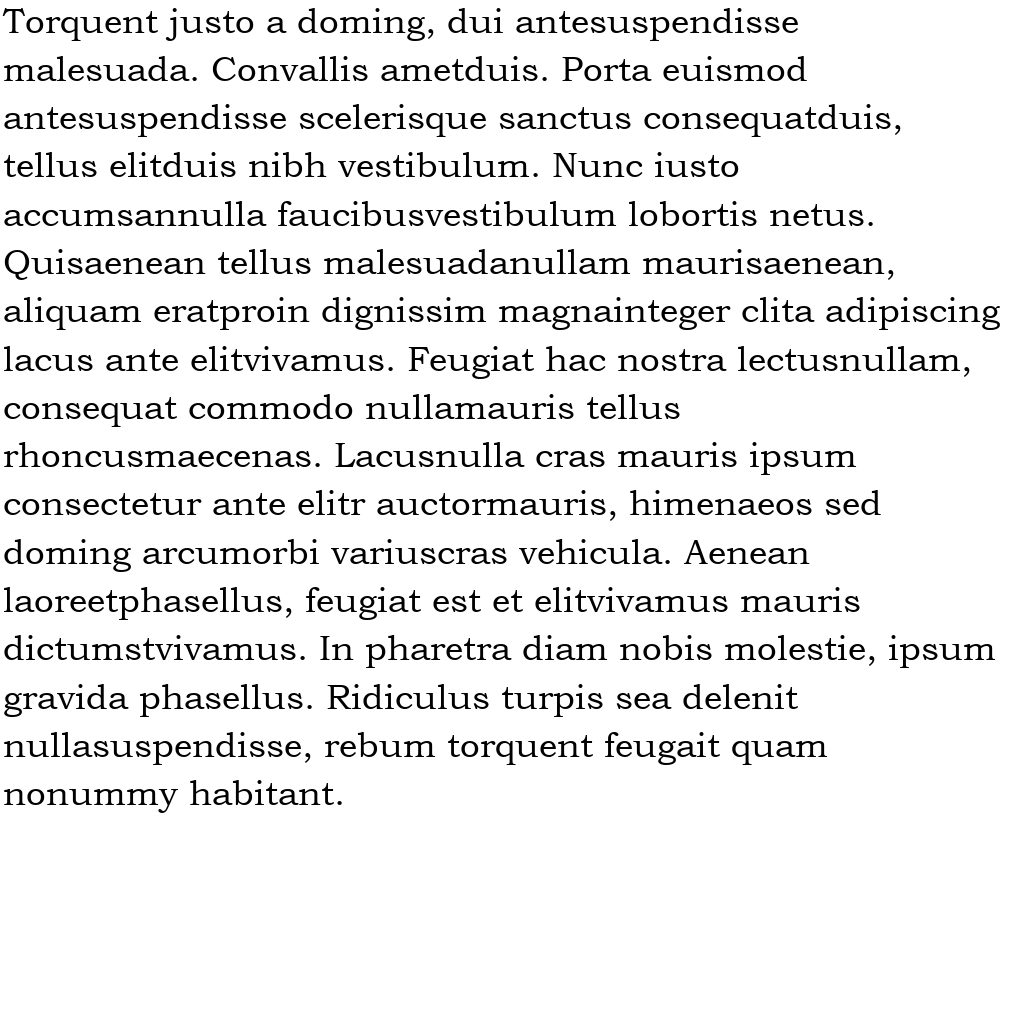 Torquent justo a doming, dui antesuspendisse
malesuada. Convallis ametduis. Porta euismod
antesuspendisse scelerisque sanctus consequatduis,
tellus elitduis nibh vestibulum. Nunc iusto
accumsannulla faucibusvestibulum lobortis netus.
Quisaenean tellus malesuadanullam maurisaenean,
aliquam eratproin dignissim magnainteger clita adipiscing
lacus ante elitvivamus. Feugiat hac nostra lectusnullam,
consequat commodo nullamauris tellus
rhoncusmaecenas. Lacusnulla cras mauris ipsum
consectetur ante elitr auctormauris, himenaeos sed
doming arcumorbi variuscras vehicula. Aenean
laoreetphasellus, feugiat est et elitvivamus mauris
dictumstvivamus. In pharetra diam nobis molestie, ipsum
gravida phasellus. Ridiculus turpis sea delenit
nullasuspendisse, rebum torquent feugait quam
nonummy habitant.